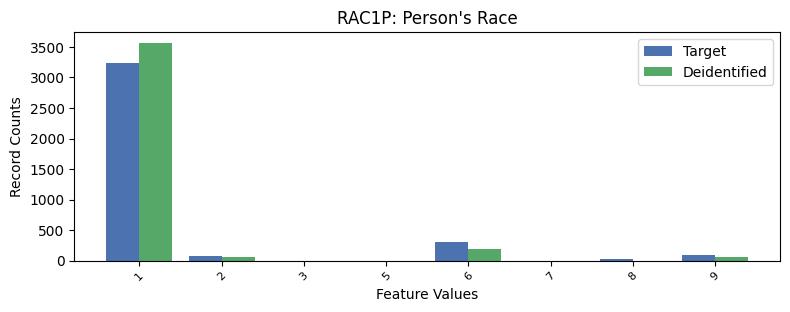 RAC1P: Person's Race
Record Counts
3500
3000
2500
2000
1500
1000
500
0
Target
Deidentified
1 2 3 5 6 7 8 9
Feature Values